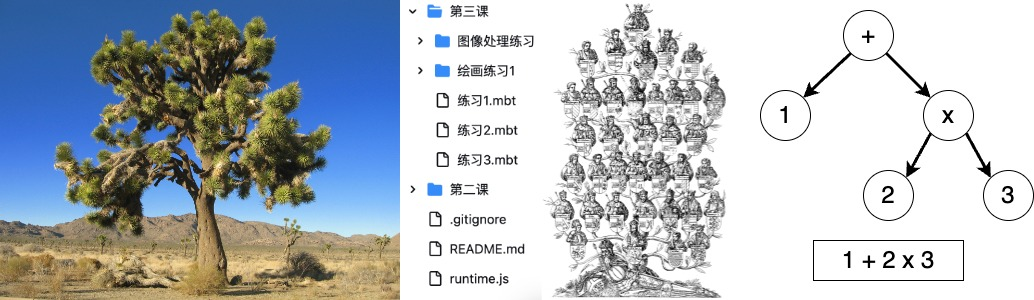 第三课
图像处理练习
绘画练习1
练习1.mbt
练习2.mbt
练习3.mbt
第二课
.gitignore
README.md
runtime.js
+
1
x
2
3
1 + 2 x 3